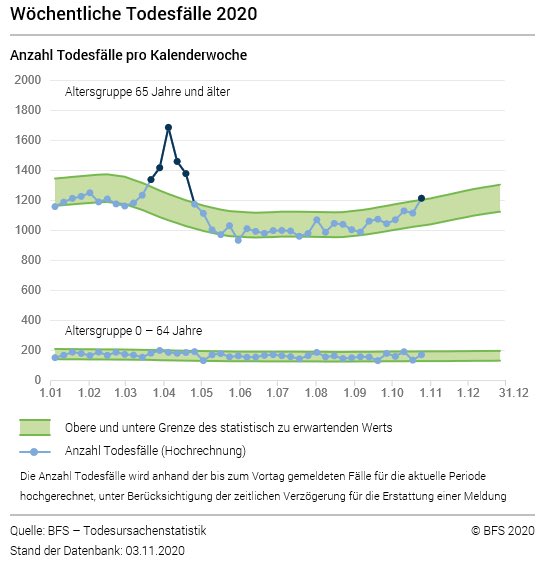 Wöchentliche Todesfälle 2020
Anzahl Todesfälle pro Kalenderwoche
2000
Altersgruppe 65 Jahre und älter
1800
1600
1400
1200
1000
800
600
400
Altersgruppe 0 – 64 Jahre
200
0
1.01 1.02 1.03 1.04 1.05 1.06 1.07 1.08 1.09 1.10 1.11 1.12 31.12
Obere und untere Grenze des statistisch zu erwartenden Werts
Anzahl Todesfälle (Hochrechnung)
Die Anzahl Todesfälle wird anhand der bis zum Vortag gemeldeten Fälle für die aktuelle Periode
hochgerechnet, unter Berücksichtigung der zeitlichen Verzögerung für die Erstattung einer Meldung
Quelle: BFS – Todesursachenstatistik © BFS 2020
Stand der Datenbank: 03.11.2020